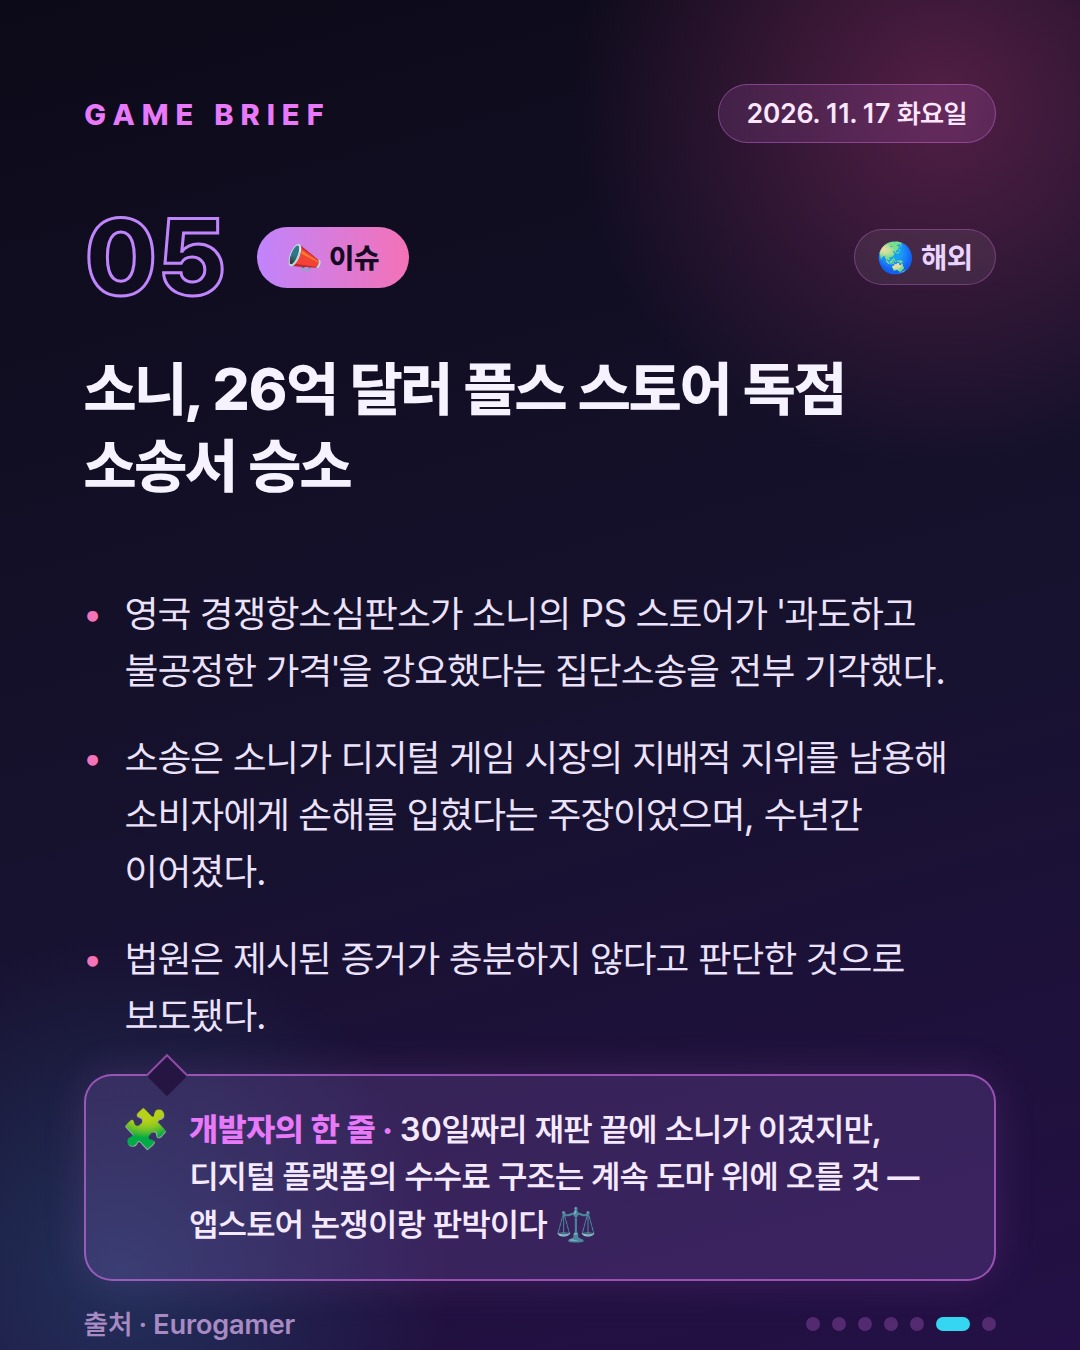 GAME BRIEF
2026. 11. 17 화요일
05
📣 이슈
🌏 해외
소니, 26억 달러 플스 스토어 독점
소송서 승소
• 영국 경쟁항소심판소가 소니의 PS 스토어가 '과도하고
불공정한 가격'을 강요했다는 집단소송을 전부 기각했다.
• 소송은 소니가 디지털 게임 시장의 지배적 지위를 남용해
소비자에게 손해를 입혔다는 주장이었으며, 수년간
이어졌다.
• 법원은 제시된 증거가 충분하지 않다고 판단한 것으로
보도됐다.
🧩 개발자의 한 줄 · 30일짜리 재판 끝에 소니가 이겼지만,
디지털 플랫폼의 수수료 구조는 계속 도마 위에 오를 것 —
앱스토어 논쟁이랑 판박이다 ⚖️
출처 · Eurogamer